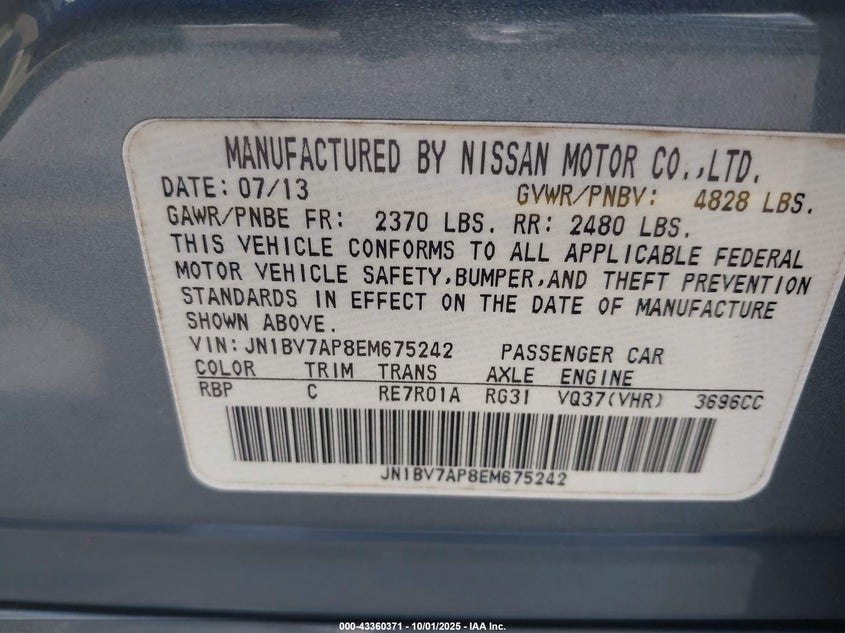 MANUFACTURED BY NISSAN MOTOR CO.,LTD.
DATE: 07/13 GVWR/PNBV: 4828 LBS.
GAWR/PNBE FR: 2370 LBS. RR: 2480 LBS.
THIS VEHICLE CONFORMS TO ALL APPLICABLE FEDERAL
MOTOR VEHICLE SAFETY,BUMPER,AND THEFT PREVENTION
STANDARDS IN EFFECT ON THE DATE OF MANUFACTURE
SHOWN ABOVE.
VIN: JN1BV7AP8EM675242 PASSENGER CAR
COLOR TRIM TRANS AXLE ENGINE
RBP C RE7R01A RG31 VQ37(VHR) 3696CC
JN1BV7AP8EM675242
000-43360371 - 10/01/2025 - IAA Inc.